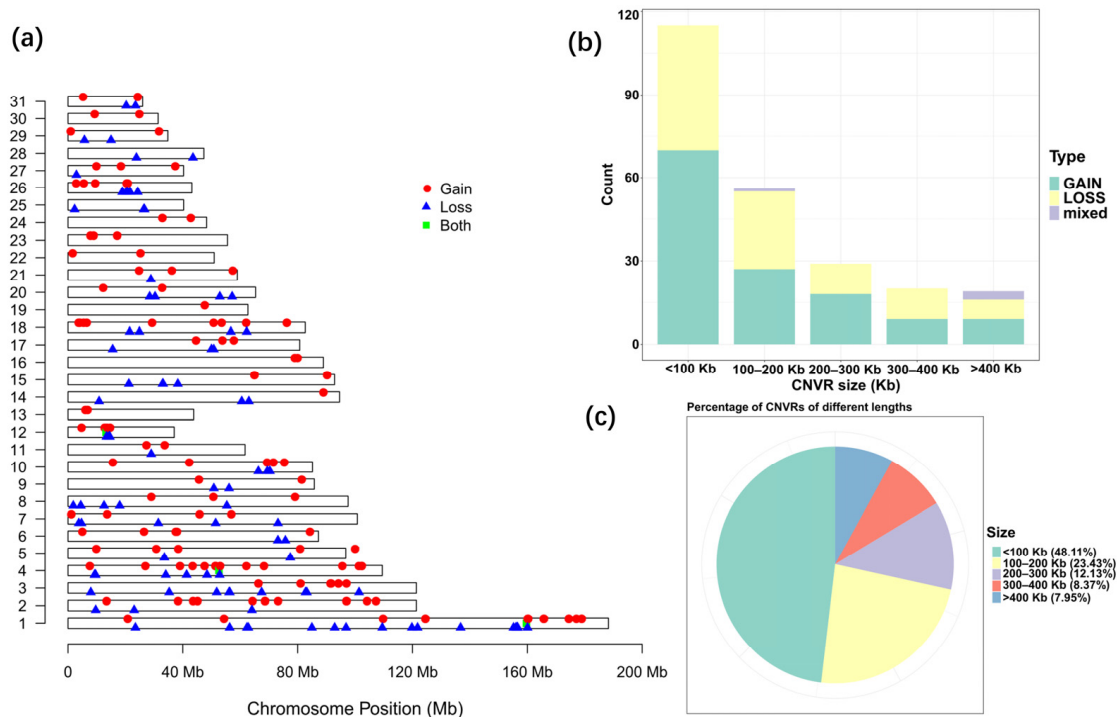 (a)
31
30
29
28
27
26
25
24
23
22
21
20
19
18
17
16
15
14
13
12
11
10
9
8
7
6
5
4
3
2
1
Gain
Loss
Both
0
40 Mb
80 Mb
120 Mb
160 Mb
200 Mb
Chromosome Position (Mb)
(b)
120
90
60
30
0
Count
<100 Kb
100–200 Kb
200–300 Kb
300–400 Kb
>400 Kb
CNVR size (Kb)
Type
GAIN
LOSS
mixed
(c)
Percentage of CNVRs of different lengths
Size
<100 Kb (48.11%)
100–200 Kb (23.43%)
200–300 Kb (12.13%)
300–400 Kb (8.37%)
>400 Kb (7.95%)